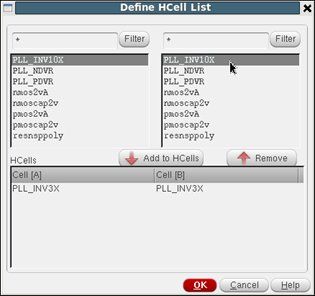 Define HCell List
+ Filter + Filter
PLL_INV10X PLL_INV10X
PLL_NDVR PLL_NDVR
PLL_PDVR PLL_PDVR
nmos2vA nmos2vA
nmoscap2v nmoscap2v
pmos2vA pmos2vA
pmoscap2v pmoscap2v
resnsppoly resnsppoly
HCells Add to HCells Remove
Cell [A] Cell [B]
PLL_INV3X PLL_INV3X
OK Cancel Help